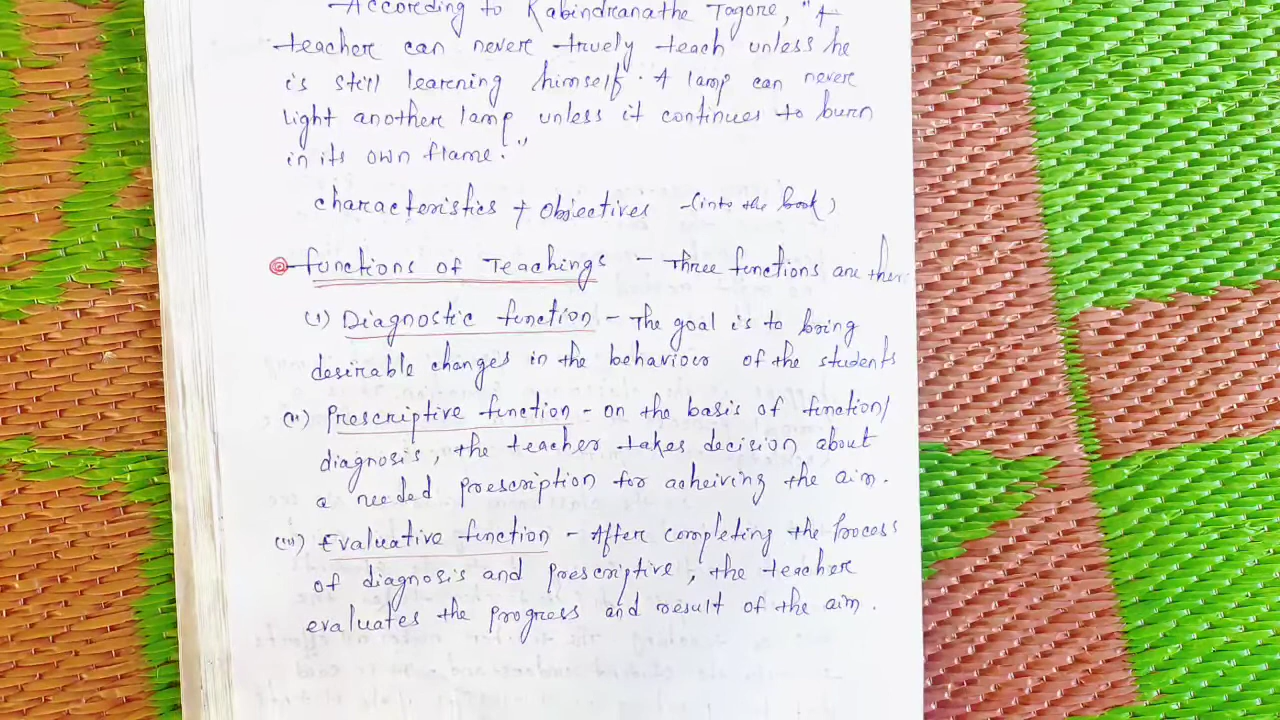 According to Rabindranathe Tagore, "A
teacher can never truely teach unless he
is still learning himself. A lamp can never
light another lamp unless it continues to burn
in its own flame."
characteristics + Objectives - (into the book)
Functions of Teachings - Three functions are ther
(i) Diagnostic function - The goal is to bring
desirable changes in the behaviour of the students
(ii) Prescriptive function - on the basis of function/
diagnosis, the teacher takes decision about
a needed prescription for acheiving the aim.
(iii) Evaluative function - After completing the process
of diagnosis and prescriptive, the teacher
evaluates the progress and result of the aim.